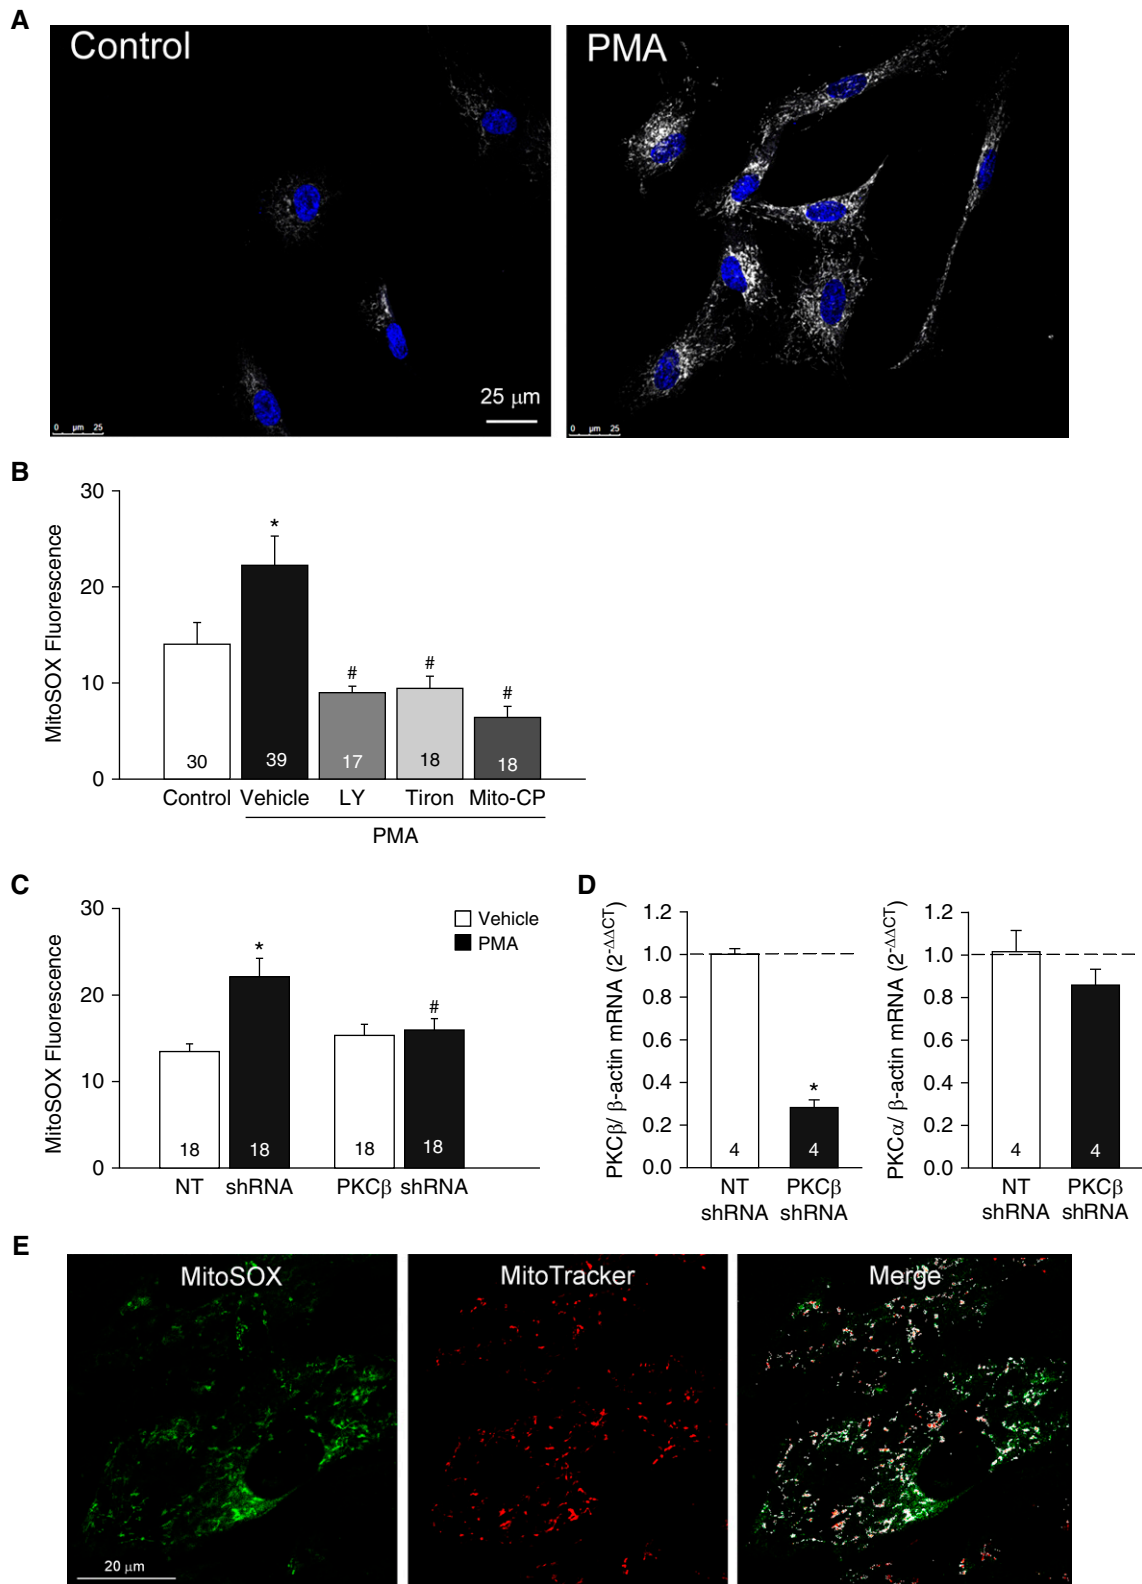 A
Control
PMA
25 μm
0 μm 25
0 μm 25
B
MitoSOX Fluorescence
30
20
10
0
*
#
#
#
30
39
17
18
18
Control Vehicle LY Tiron Mito-CP
PMA
C
MitoSOX Fluorescence
30
20
10
0
Vehicle
PMA
*
#
18
18
18
18
NT shRNA PKCβ shRNA
D
PKCβ/ β-actin mRNA (2^-ΔΔCT)
1.2
1.0
0.8
0.6
0.4
0.2
0.0
*
4
4
NT PKCβ
shRNA shRNA
PKCα/ β-actin mRNA (2^-ΔΔCT)
1.2
1.0
0.8
0.6
0.4
0.2
0.0
4
4
NT PKCβ
shRNA shRNA
E
MitoSOX
MitoTracker
Merge
20 μm